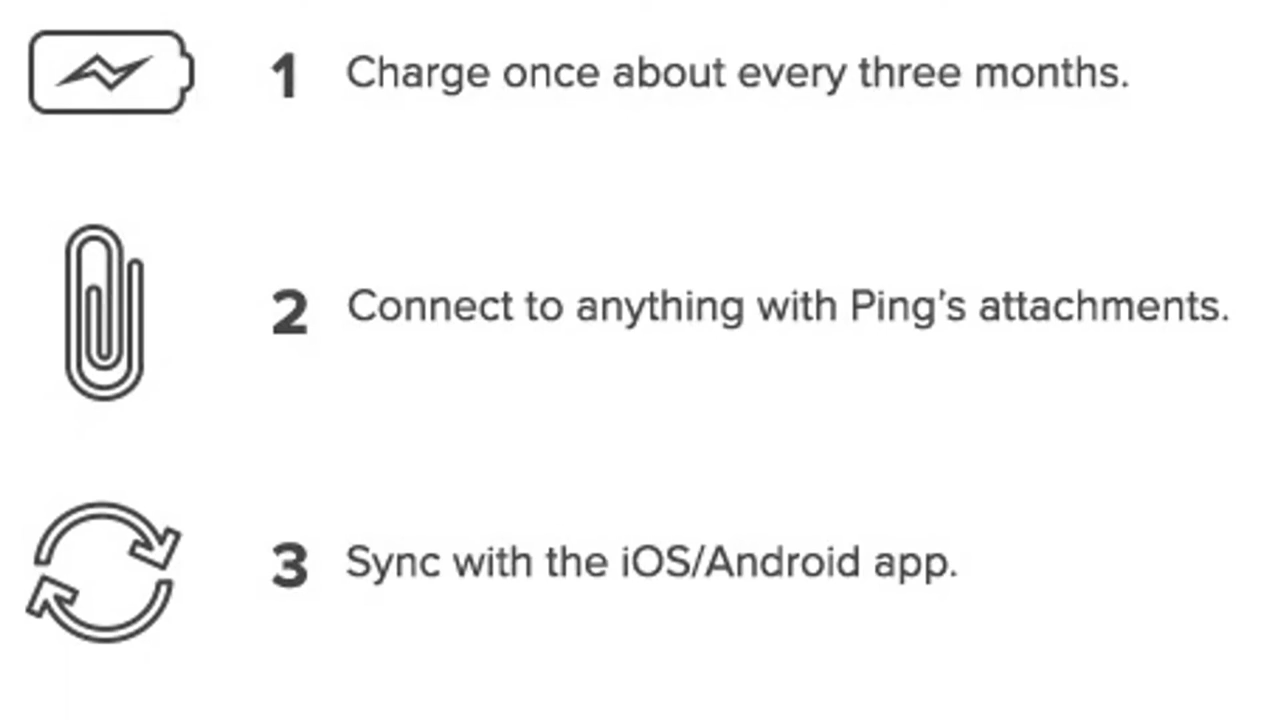 1 Charge once about every three months.
2 Connect to anything with Ping’s attachments.
3 Sync with the iOS/Android app.